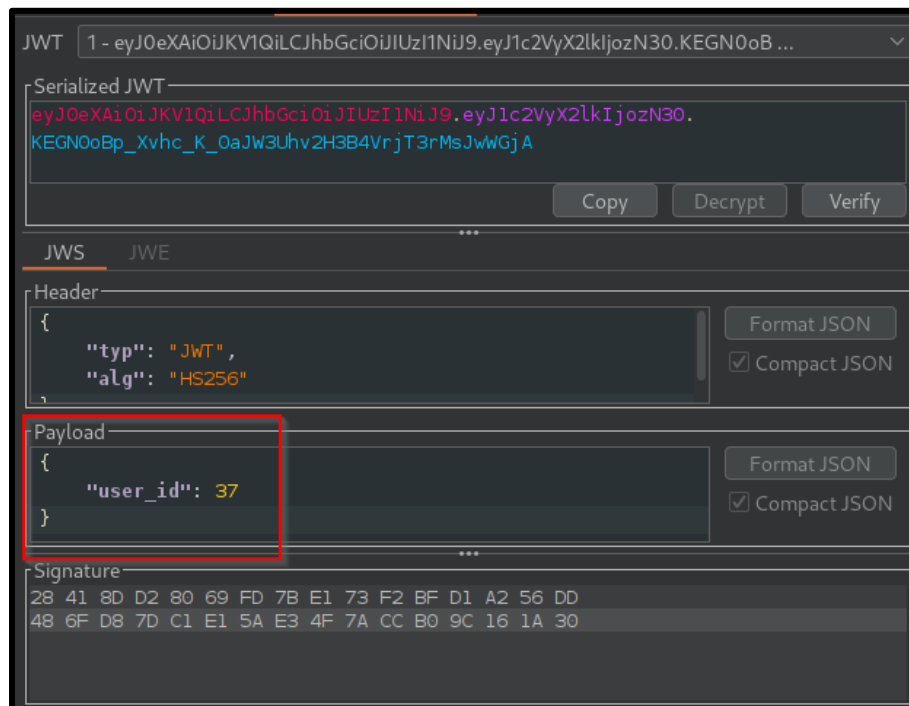 JWT 1 - eyJ0eXAiOiJKV1QiLCJhbGciOiJIUzI1NiJ9.eyJ1c2VyX2lkIjozN30.KEGN0oB ...
Serialized JWT
eyJ0eXAiOiJKV1QiLCJhbGciOiJIUzI1NiJ9.eyJ1c2VyX2lkIjozN30.
KEGN0oBp_Xvhc_K_0aJW3Uhv2H3B4VrjT3rMsJwWGjA
Copy Decrypt Verify
JWS JWE
Header
{
"typ": "JWT",
"alg": "HS256"
}
Format JSON
Compact JSON
Payload
{
"user_id": 37
}
Format JSON
Compact JSON
Signature
28 41 8D D2 80 69 FD 7B E1 73 F2 BF D1 A2 56 DD
48 6F D8 7D C1 E1 5A E3 4F 7A CC B0 9C 16 1A 30